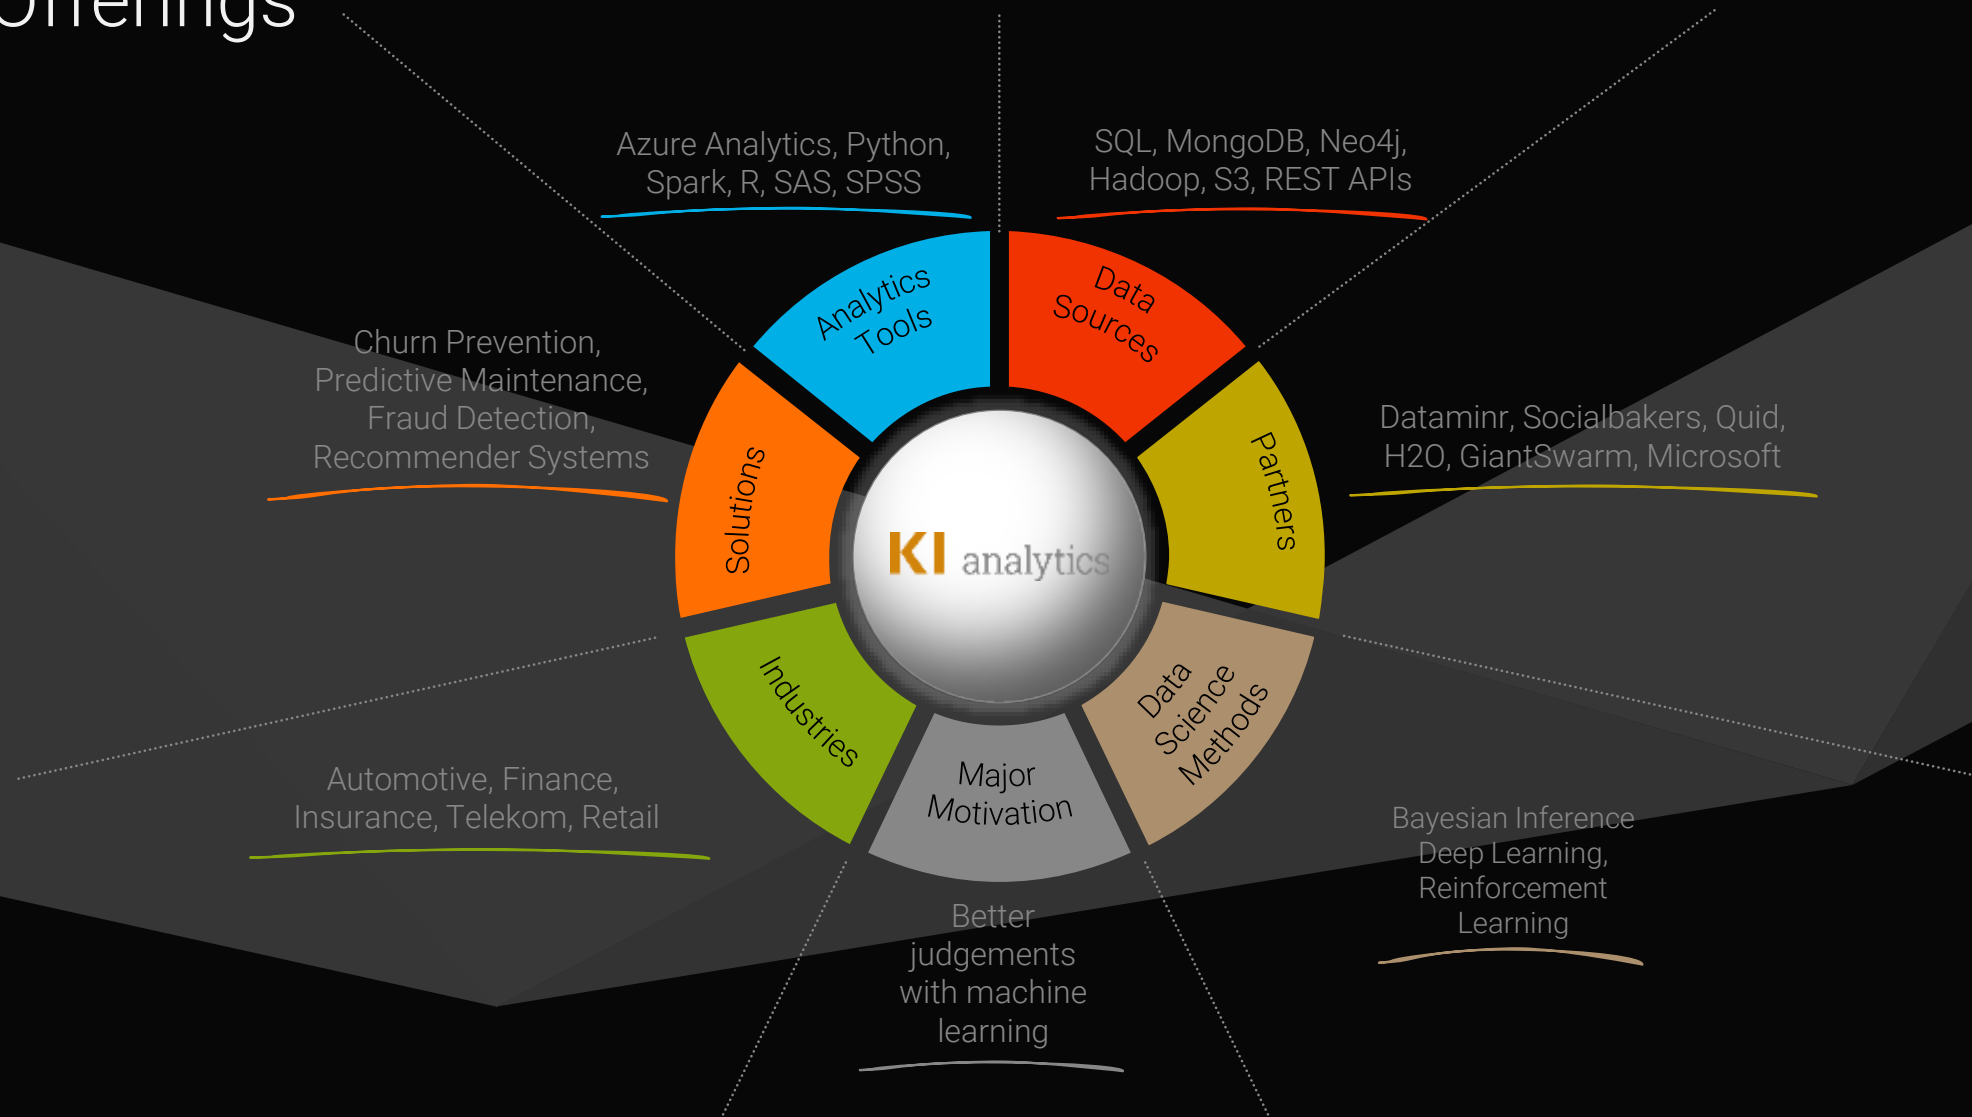 Offerings
Azure Analytics, Python,
Spark, R, SAS, SPSS
SQL, MongoDB, Neo4j,
Hadoop, S3, REST APIs
Analytics
Tools
Data
Sources
Churn Prevention,
Predictive Maintenance,
Fraud Detection,
Recommender Systems
Solutions
Partners
Dataminr, Socialbakers, Quid,
H2O, GiantSwarm, Microsoft
KI analytics
Industries
Automotive, Finance,
Insurance, Telekom, Retail
Major
Motivation
Better
judgements
with machine
learning
Data
Science
Methods
Bayesian Inference
Deep Learning,
Reinforcement
Learning